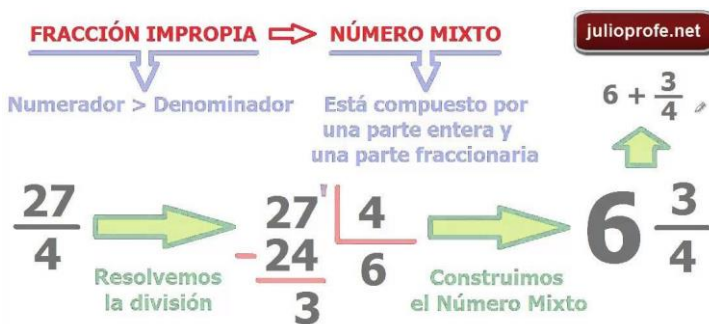 FRACCIÓN IMPROPIA ⇨ NÚMERO MIXTO
julioprofe.net
Numerador > Denominador
Está compuesto por
una parte entera y
una parte fraccionaria
6 + 3/4
27/4
Resolvemos
la división
27' 4
- 24 6
3
Construimos
el Número Mixto
6 3/4